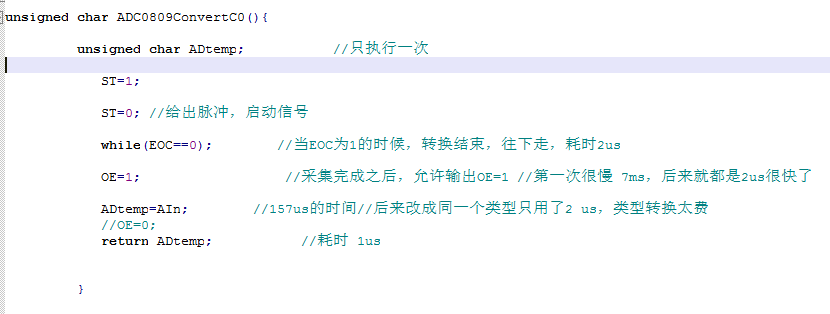 unsigned char ADC0809ConvertC0(){
unsigned char ADtemp; //只执行一次
ST=1;
ST=0; //给出脉冲，启动信号
while(EOC==0); //当EOC为1的时候，转换结束，往下走，耗时2us
OE=1; //采集完成之后，允许输出OE=1 //第一次很慢 7ms，后来就都是2us很快了
ADtemp=AIn; //157us的时间//后来改成同一个类型只用了2 us，类型转换太费
//OE=0;
return ADtemp; //耗时 1us
}